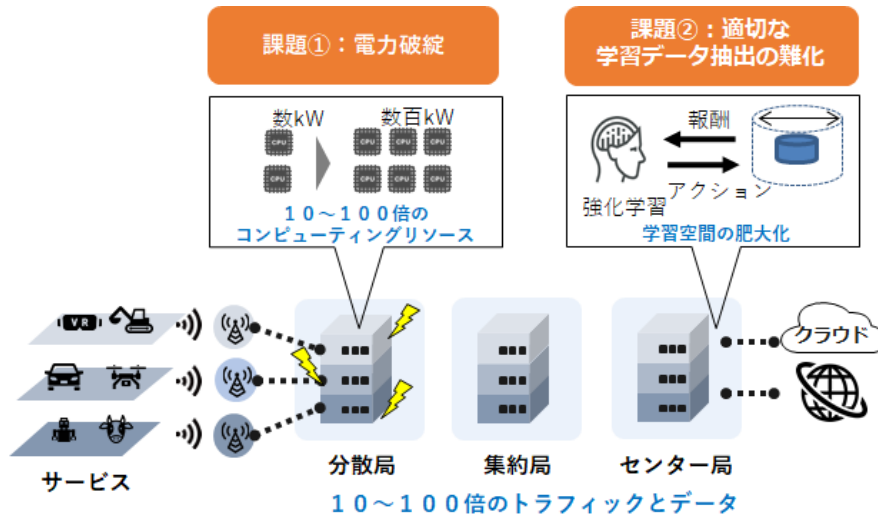 課題①：電力破綻
課題②：適切な
学習データ抽出の難化
数kW
数百kW
CPU
CPU
CPU
CPU
CPU
CPU
CPU
CPU
１０～１００倍の
コンピューティングリソース
報酬
アクション
強化学習
学習空間の肥大化
VR
クラウド
サービス
分散局
集約局
センター局
１０～１００倍のトラフィックとデータ